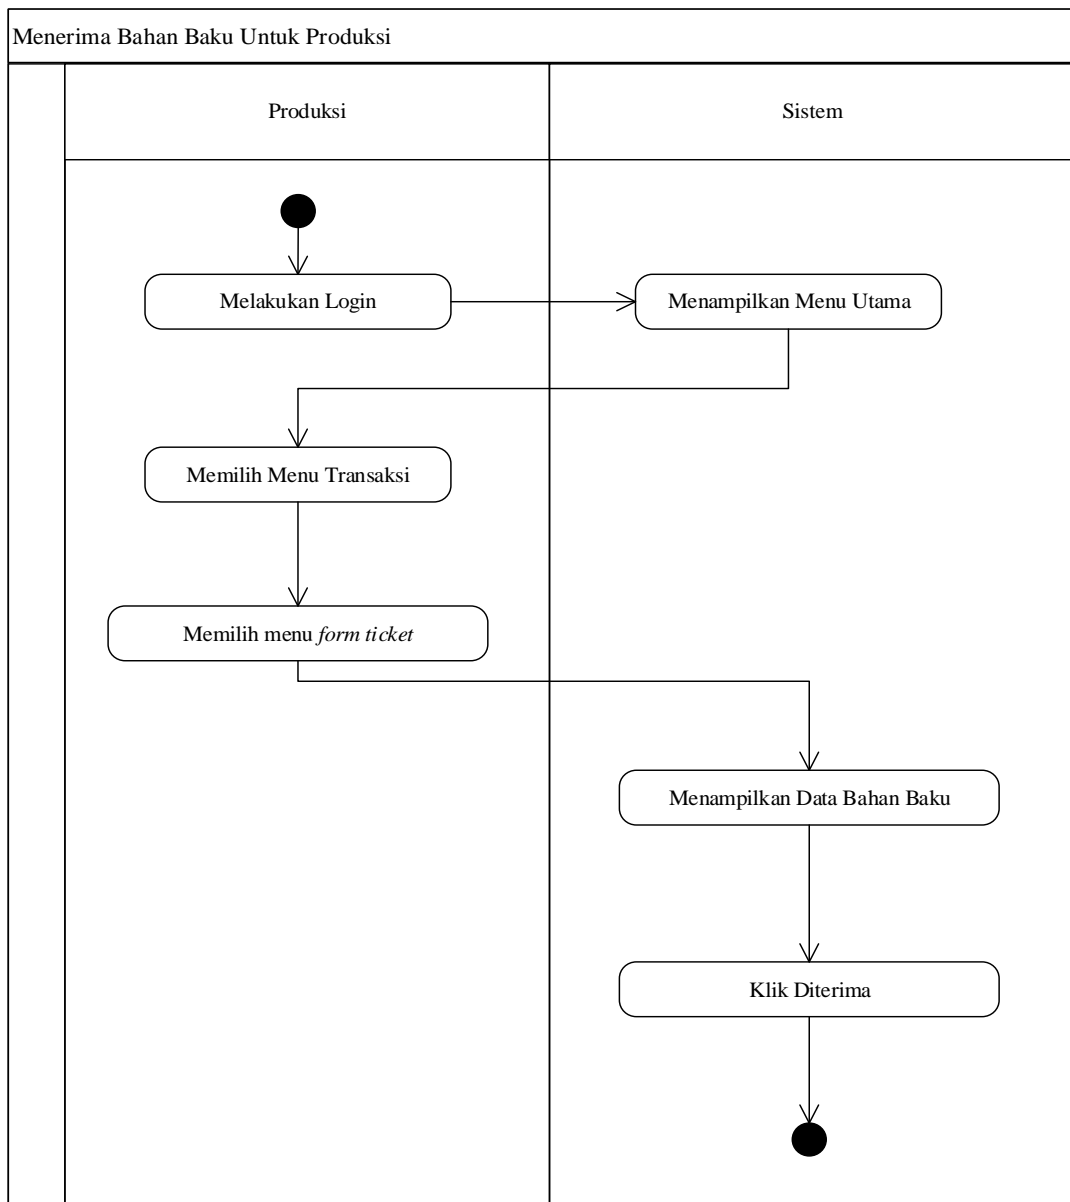 Menerima Bahan Baku Untuk Produksi
Produksi
Sistem
Melakukan Login
Menampilkan Menu Utama
Memilih Menu Transaksi
Memilih menu form ticket
Menampilkan Data Bahan Baku
Klik Diterima